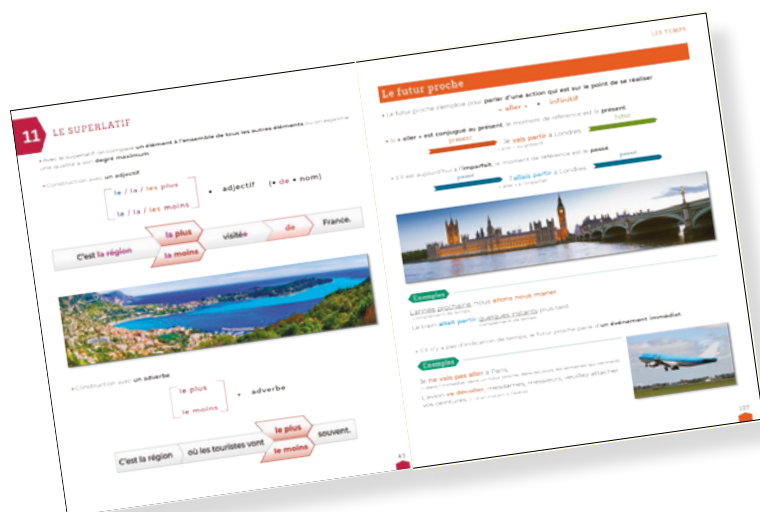 11
LE SUPERLATIF
• Avec le superlatif on compare un élément à l'ensemble de tous les autres éléments ou on exprime
une qualité à son degré maximum.
• Construction avec un adjectif
le / la / les plus
le / la / les moins
• adjectif (• de • nom)
C'est la région
la plus
la moins
visitée
de
France.
• Construction avec un adverbe
le plus
le moins
• adverbe
C'est la région
où les touristes vont
le plus
le moins
souvent.
LES TEMPS
Le futur proche
• Le futur proche s'emploie pour parler d'une action qui est sur le point de se réaliser
« aller » • infinitif
• Si « aller » est conjugué au présent, le moment de référence est le présent
présent
Je vais partir à Londres.
futur
• S'il est aujourd'hui à l'imparfait, le moment de référence est le passé
passé
J'allais partir à Londres
passé
Exemples
L'année prochaine nous allons nous marier.
Le train allait partir quelques instants plus tard.
• S'il n'y a pas d'indication de temps, le futur proche parle d'un événement immédiat
Exemples
Je ne vais pas aller à Paris.
L'avion va décoller, mesdames, messieurs, veuillez attacher
vos ceintures.
107